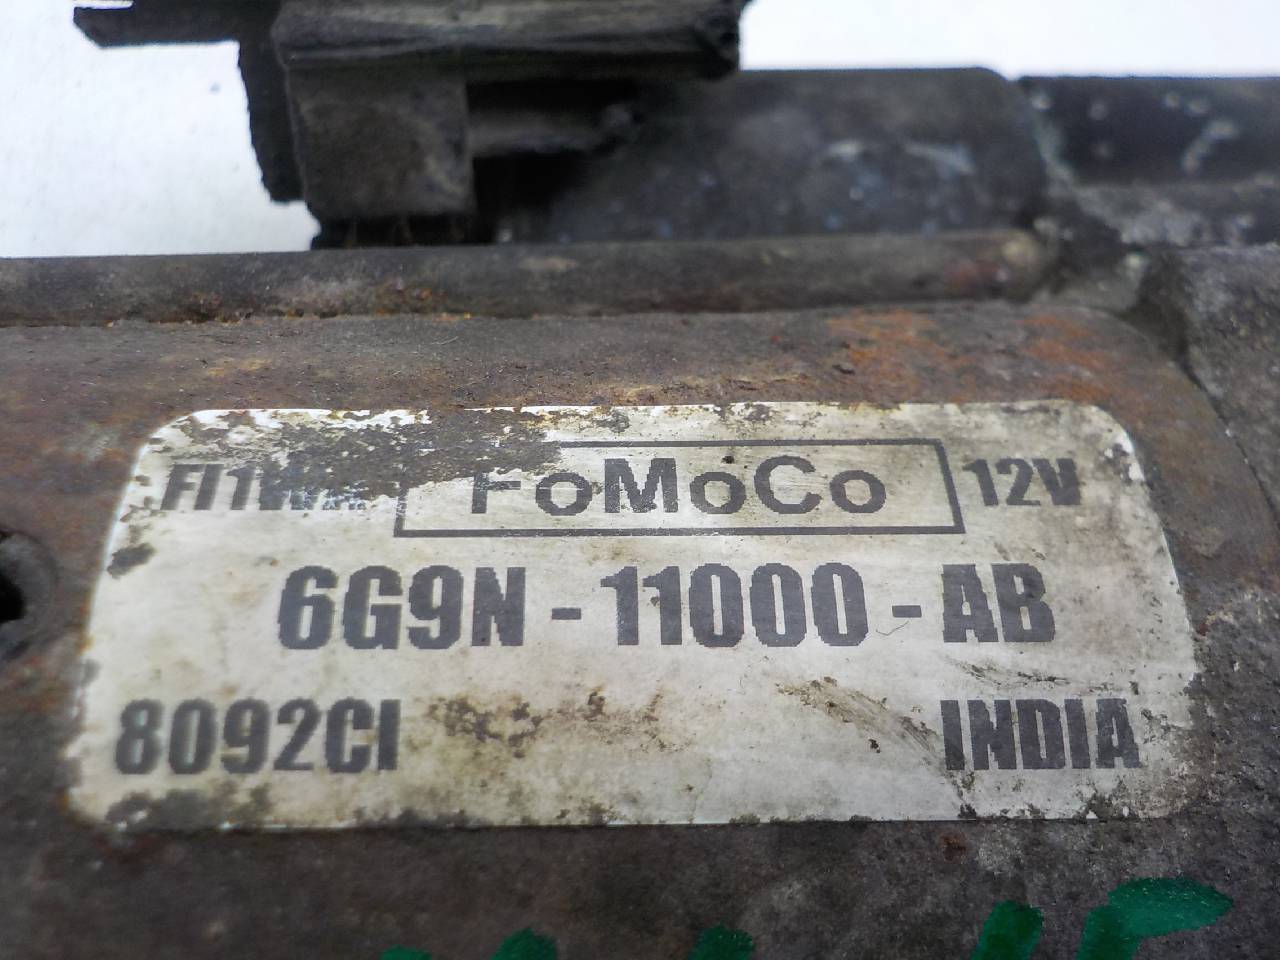 FoMoCo 12V
6G9N-11000-AB
8092CI INDIA